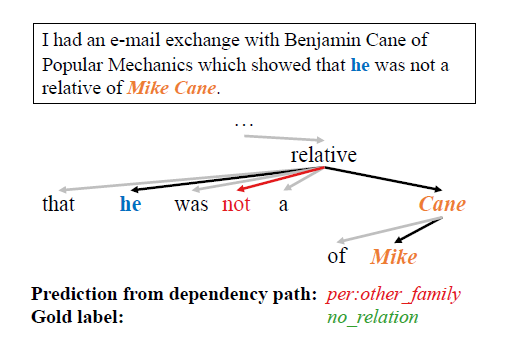 I had an e-mail exchange with Benjamin Cane of
Popular Mechanics which showed that he was not a
relative of Mike Cane.
...
relative
that he was not a Cane
of Mike
Prediction from dependency path: per:other_family
Gold label: no_relation